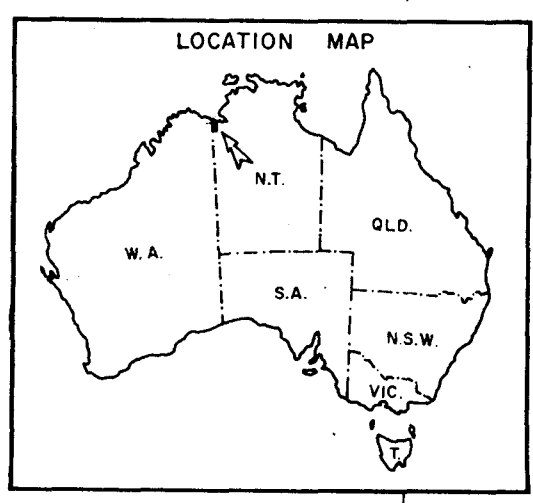 LOCATION MAP
N.T.
QLD.
W. A.
S.A.
N.S.W.
VIC.
T.